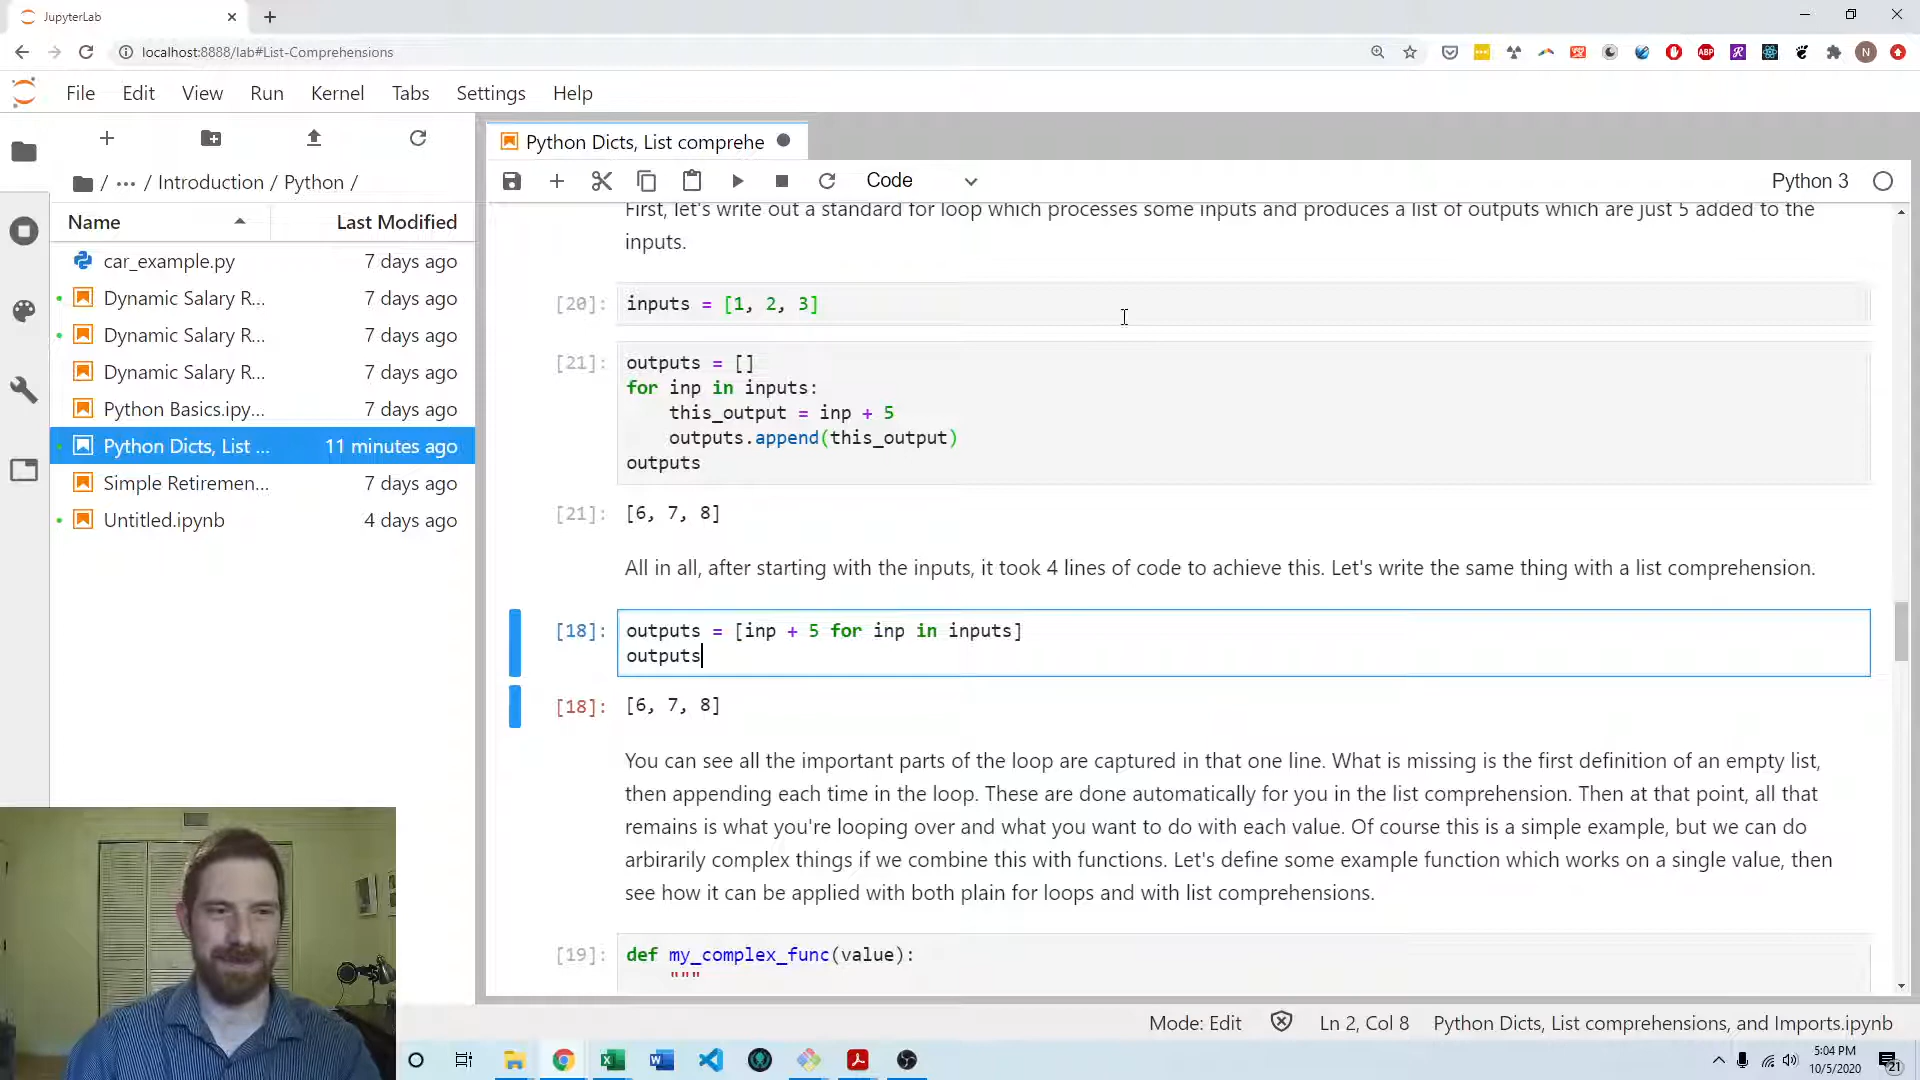 JupyterLab
localhost:8888/lab#List-Comprehensions
N
File Edit View Run Kernel Tabs Settings Help
/ ... / Introduction / Python /
Name Last Modified
car_example.py 7 days ago
Dynamic Salary R... 7 days ago
Dynamic Salary R... 7 days ago
Dynamic Salary R... 7 days ago
Python Basics.ipy... 7 days ago
Python Dicts, List ... 11 minutes ago
Simple Retiremen... 7 days ago
Untitled.ipynb 4 days ago
Python Dicts, List comprehe
Code
Python 3
First, let's write out a standard for loop which processes some inputs and produces a list of outputs which are just 5 added to the
inputs.
[20]: inputs = [1, 2, 3]
[21]: outputs = []
for inp in inputs:
this_output = inp + 5
outputs.append(this_output)
outputs
[21]: [6, 7, 8]
All in all, after starting with the inputs, it took 4 lines of code to achieve this. Let's write the same thing with a list comprehension.
[18]: outputs = [inp + 5 for inp in inputs]
outputs
[18]: [6, 7, 8]
You can see all the important parts of the loop are captured in that one line. What is missing is the first definition of an empty list,
then appending each time in the loop. These are done automatically for you in the list comprehension. Then at that point, all that
remains is what you're looping over and what you want to do with each value. Of course this is a simple example, but we can do
arbirarily complex things if we combine this with functions. Let's define some example function which works on a single value, then
see how it can be applied with both plain for loops and with list comprehensions.
[19]: def my_complex_func(value):
"""
Mode: Edit Ln 2, Col 8 Python Dicts, List comprehensions, and Imports.ipynb
5:04 PM
10/5/2020
21
ABP